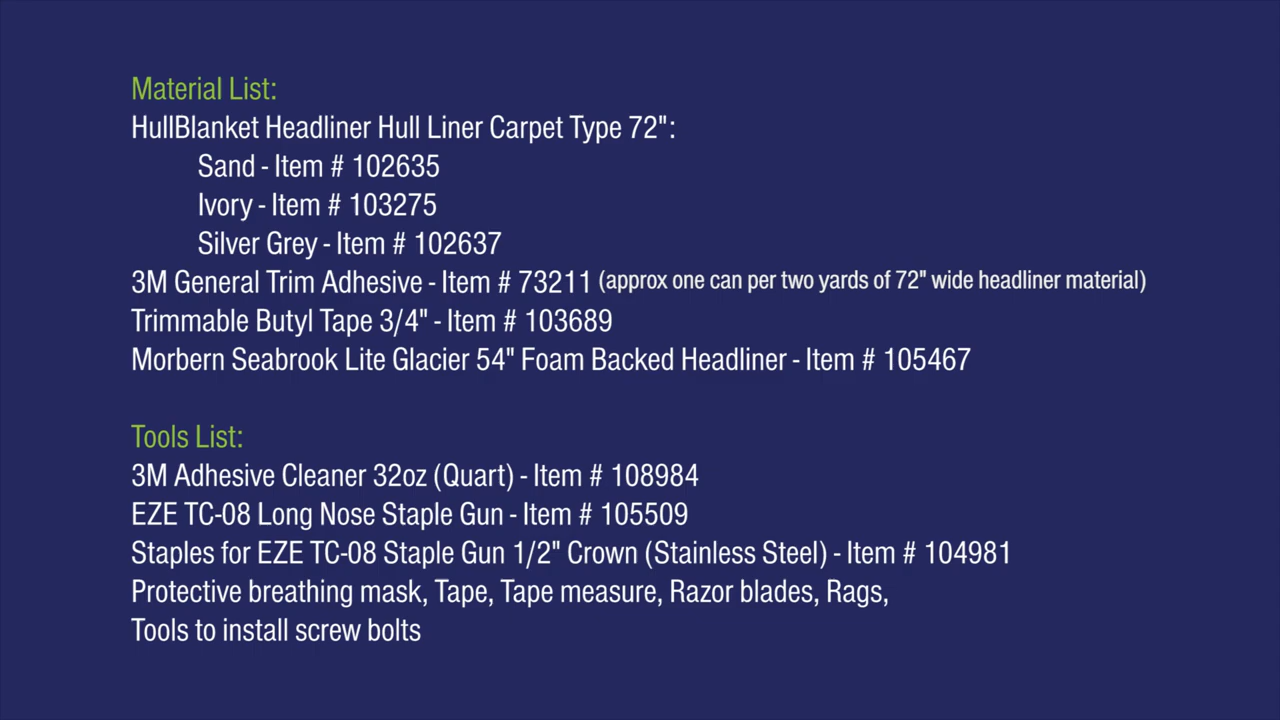 Material List:
HullBlanket Headliner Hull Liner Carpet Type 72":
Sand - Item # 102635
Ivory - Item # 103275
Silver Grey - Item # 102637
3M General Trim Adhesive - Item # 73211 (approx one can per two yards of 72" wide headliner material)
Trimmable Butyl Tape 3/4" - Item # 103689
Morbern Seabrook Lite Glacier 54" Foam Backed Headliner - Item # 105467
Tools List:
3M Adhesive Cleaner 32oz (Quart) - Item # 108984
EZE TC-08 Long Nose Staple Gun - Item # 105509
Staples for EZE TC-08 Staple Gun 1/2" Crown (Stainless Steel) - Item # 104981
Protective breathing mask, Tape, Tape measure, Razor blades, Rags,
Tools to install screw bolts